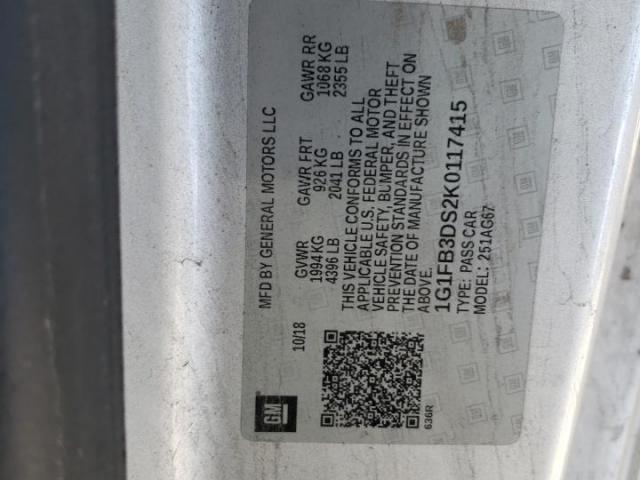 MFD BY GENERAL MOTORS LLC
10/18
GVWR
1994 KG
4396 LB
GAWR FRT
926 KG
2041 LB
GAWR RR
1068 KG
2355 LB
THIS VEHICLE CONFORMS TO ALL
APPLICABLE U.S. FEDERAL MOTOR
VEHICLE SAFETY, BUMPER, AND THEFT
PREVENTION STANDARDS IN EFFECT ON
THE DATE OF MANUFACTURE SHOWN
ABOVE.
1G1FB3DS2K0117415
TYPE: PASS CAR
MODEL: 251AG67
GM
636R